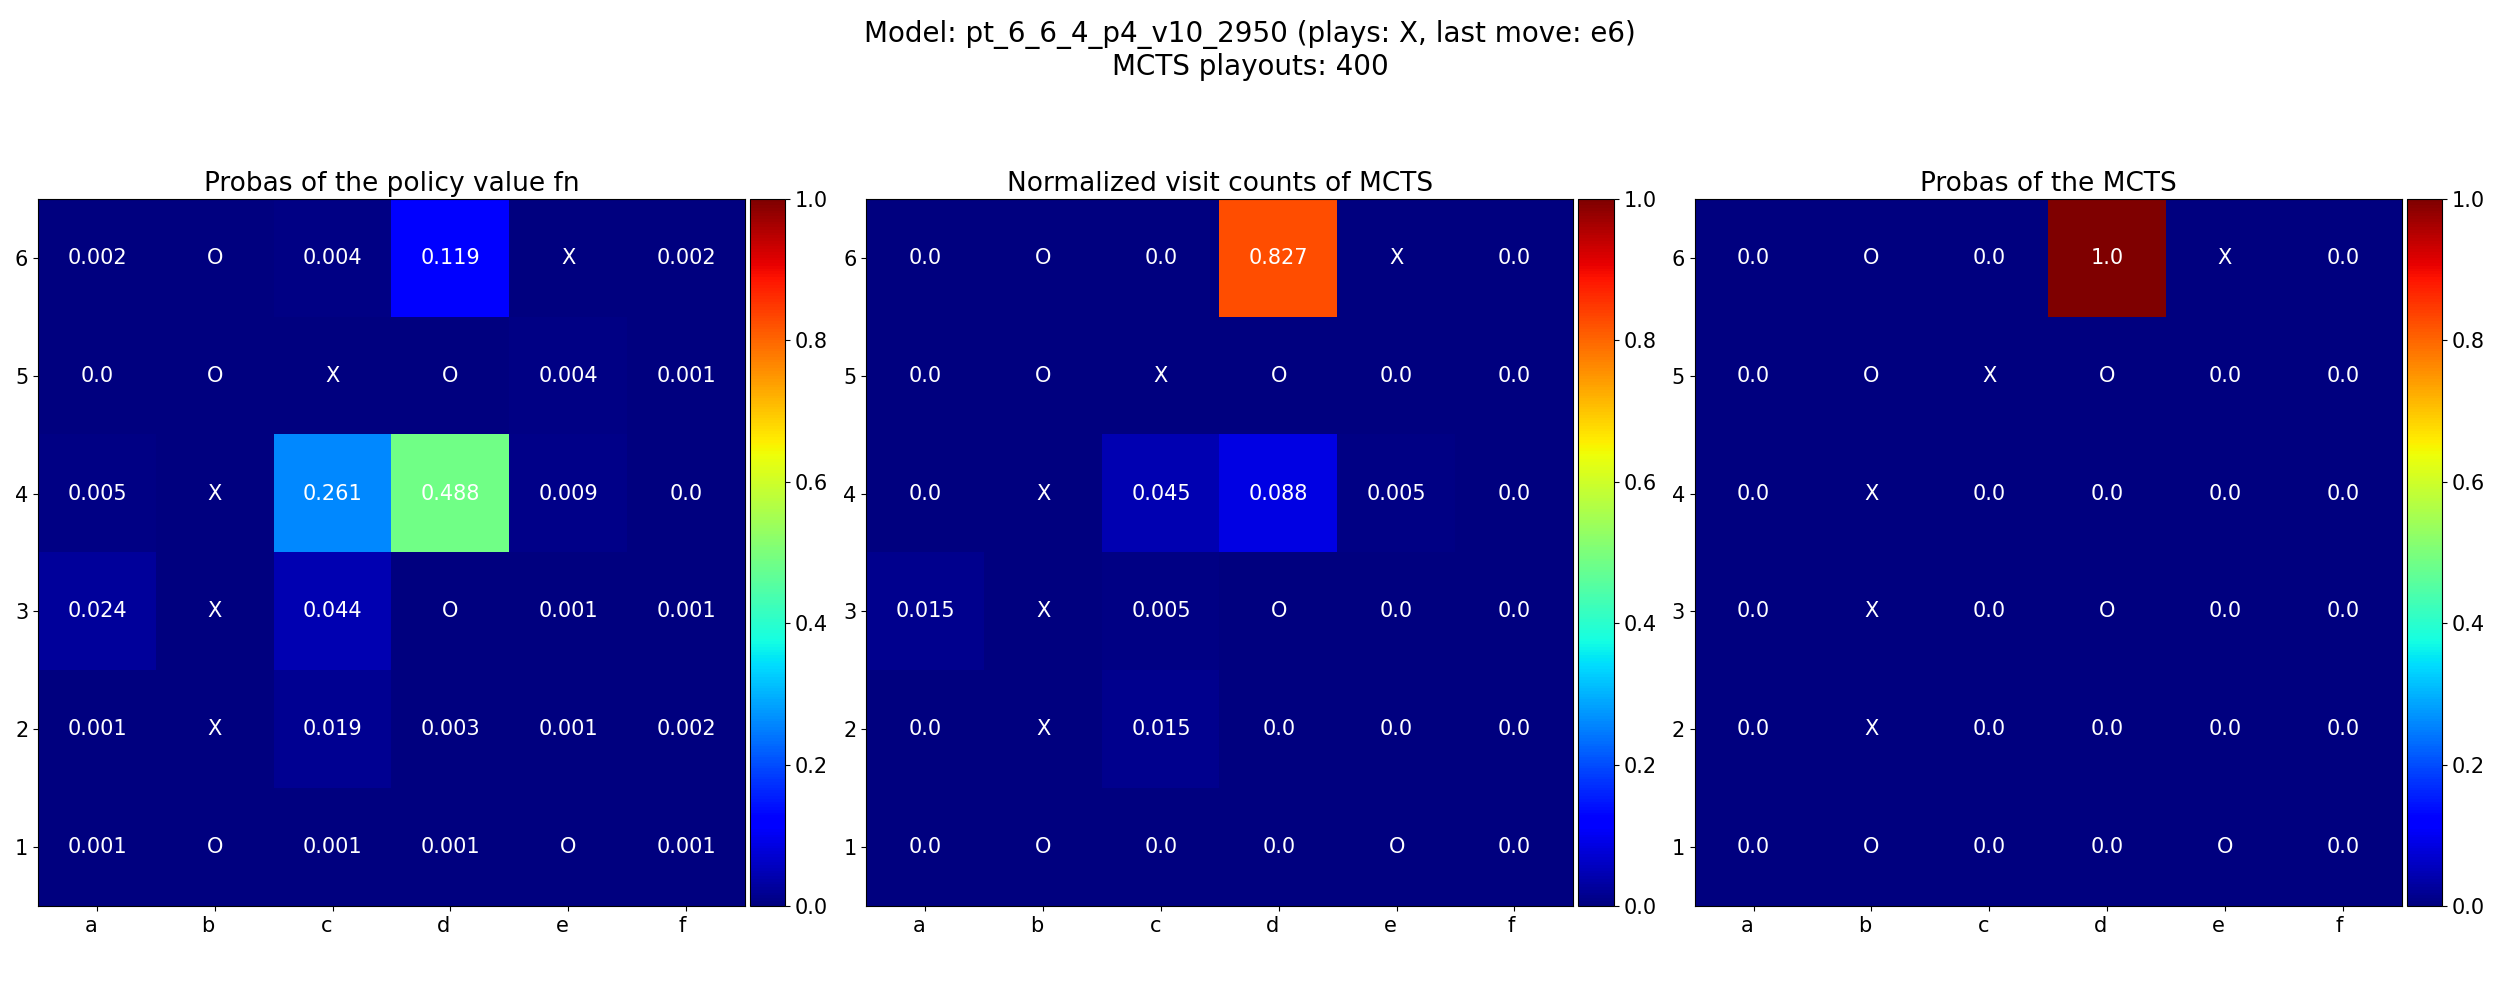 Model: pt_6_6_4_p4_v10_2950 (plays: X, last move: e6)
MCTS playouts: 400
Probas of the policy value fn
6 0.002 O 0.004 0.119 X 0.002
5 0.0 O X O 0.004 0.001
4 0.005 X 0.261 0.488 0.009 0.0
3 0.024 X 0.044 O 0.001 0.001
2 0.001 X 0.019 0.003 0.001 0.002
1 0.001 O 0.001 0.001 O 0.001
a b c d e f
1.0
0.8
0.6
0.4
0.2
0.0
Normalized visit counts of MCTS
6 0.0 O 0.0 0.827 X 0.0
5 0.0 O X O 0.0 0.0
4 0.0 X 0.045 0.088 0.005 0.0
3 0.015 X 0.005 O 0.0 0.0
2 0.0 X 0.015 0.0 0.0 0.0
1 0.0 O 0.0 0.0 O 0.0
a b c d e f
1.0
0.8
0.6
0.4
0.2
0.0
Probas of the MCTS
6 0.0 O 0.0 1.0 X 0.0
5 0.0 O X O 0.0 0.0
4 0.0 X 0.0 0.0 0.0 0.0
3 0.0 X 0.0 O 0.0 0.0
2 0.0 X 0.0 0.0 0.0 0.0
1 0.0 O 0.0 0.0 O 0.0
a b c d e f
1.0
0.8
0.6
0.4
0.2
0.0